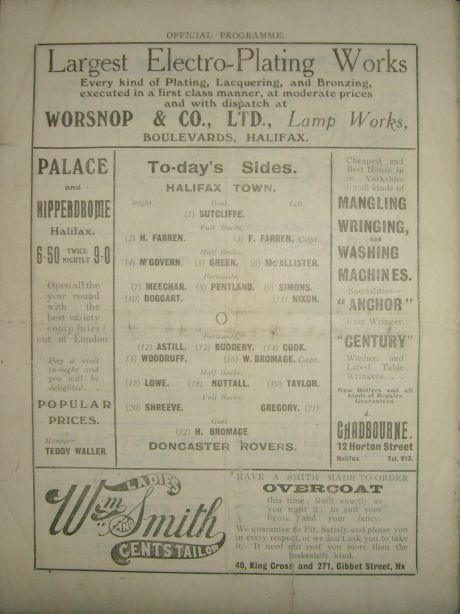 OFFICIAL PROGRAMME.
Largest Electro-Plating Works
Every kind of Plating, Lacquering, and Bronzing,
executed in a first class manner, at moderate prices
and with dispatch at
WORSNOP & CO., LTD., Lamp Works,
BOULEVARDS, HALIFAX.
PALACE
and
HIPPERDROME
Halifax.
6-50 TWICE NIGHTLY 9-0
Open all the
year round
with the
best variety
companies
out of London.
Pay a visit
to-night and
you will be
delighted. .
POPULAR
PRICES.
Manager
TEDDY WALLER.
To-day's Sides.
HALIFAX TOWN.
Right. Goal. Left.
(1) SUTCLIFFE.
Full Backs.
(2) H. FARREN. (3) F. FARREN, Capt.
Half Backs.
(4) M'GOVERN. (5) GREEN. (6) McALLISTER.
Forwards.
(7) MEECHAN. (8) PENTLAND. (9) SIMONS.
(10) DOGGART. (11) NIXON.
O
Forwards.
(12) ASTILL. (13) BUDDERY. (14) COOK.
(15) WOODRUFF. (16) W. BROMAGE, Capt.
Half Backs.
(17) LOWE. (18) NUTTALL. (19) TAYLOR.
Full Backs.
(20) SHREEVE. GREGORY. (21)
Goal.
(22) H. BROMAGE
DONCASTER ROVERS.
Cheapest and
Best House in
Yorkshire
for all kinds of
MANGLING
WRINGING,
and
WASHING
MACHINES.
Specialities—
"ANCHOR"
Easy Wringer.
"CENTURY"
Washer, and
Latest Table
Wringers. . .
New Rollers and all
kinds of Repairs
Guaranteed
J.
CHADBOURNE.
12 Horton Street
Halifax. Tel. 913.
LADIES
Wm Smith
AND
GENTS TAILOR
HAVE A SMITH MADE-TO-ORDER
OVERCOAT
this time; Built exactly as
you want it; to suit your
figure and your fancy.
We guarantee to Fit, Satisfy and please you
in every respect, or we don't ask you to take
it. It need not cost you more than the
makeshift kind.
40, King Cross and 271, Gibbet Street, Hx